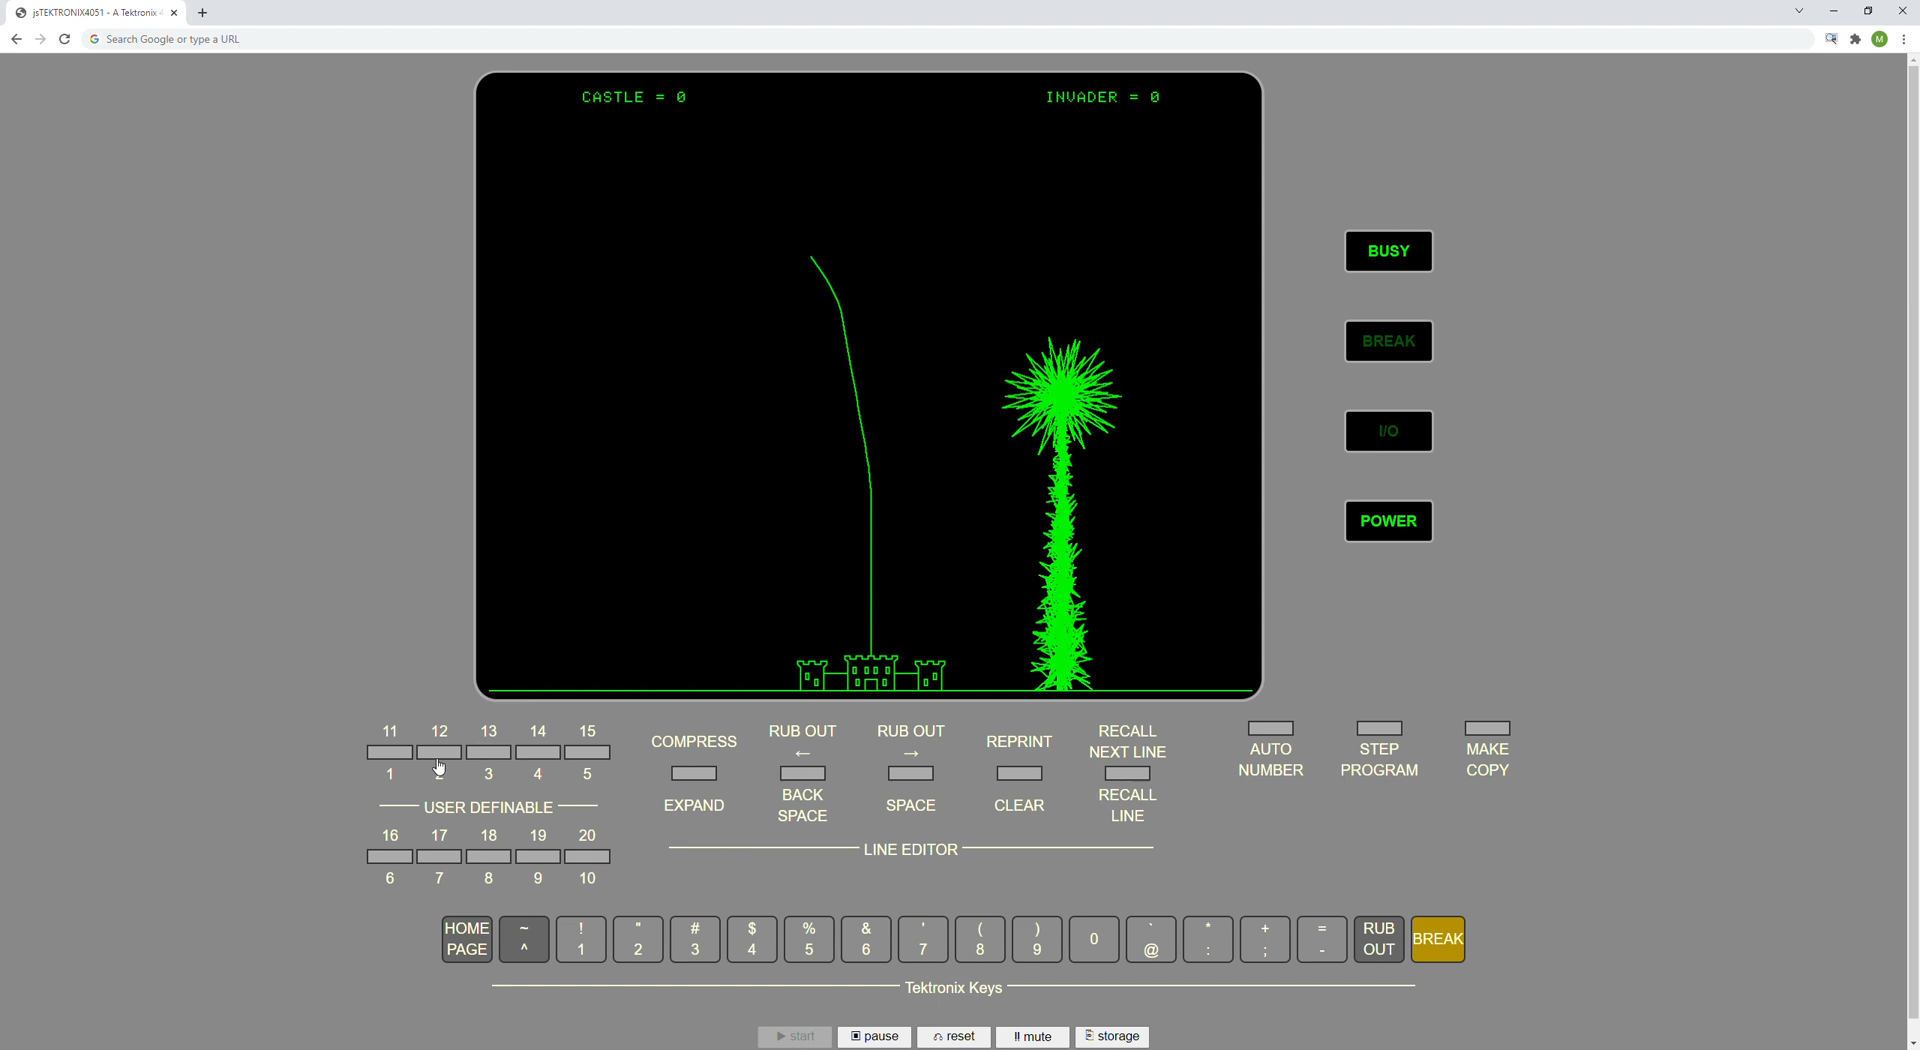 jsTEKTRONIX4051 - A Tektronix
Search Google or type a URL
M
CASTLE = 0
INVADER = 0
BUSY
BREAK
I/O
POWER
11 12 13 14 15
1 2 3 4 5
USER DEFINABLE
16 17 18 19 20
6 7 8 9 10
COMPRESS
EXPAND
RUB OUT
←
BACK
SPACE
RUB OUT
→
SPACE
REPRINT
CLEAR
RECALL
NEXT LINE
RECALL
LINE
LINE EDITOR
AUTO
NUMBER
STEP
PROGRAM
MAKE
COPY
HOME
PAGE
~
^
!
1
"
2
#
3
$
4
%
5
&
6
'
7
(
8
)
9
0
`
@
*
:
+
;
=
-
RUB
OUT
BREAK
Tektronix Keys
start
pause
reset
mute
storage